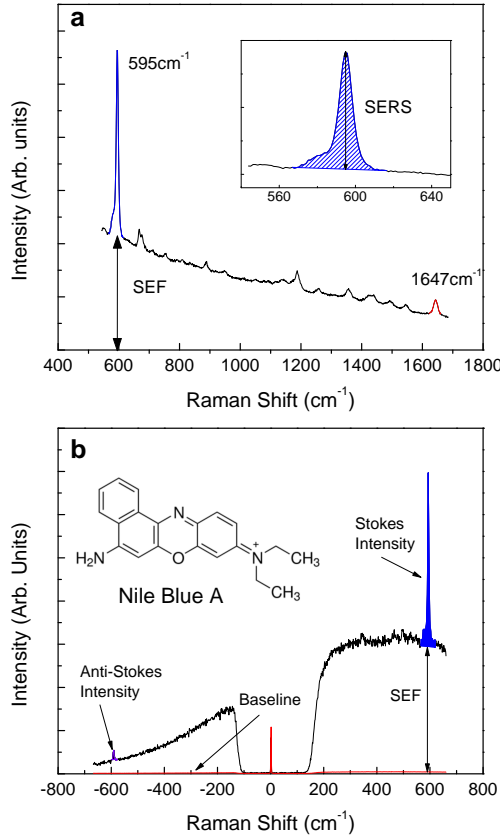 a
595cm-1
SERS
560 600 640
SEF
1647cm-1
Intensity (Arb. units)
400 600 800 1000 1200 1400 1600 1800
Raman Shift (cm-1)
b
N
H2N
O
N+
CH3
CH3
Nile Blue A
Stokes
Intensity
Anti-Stokes
Intensity
Baseline
SEF
Intensity (Arb. Units)
-800 -600 -400 -200 0 200 400 600 800
Raman Shift (cm-1)